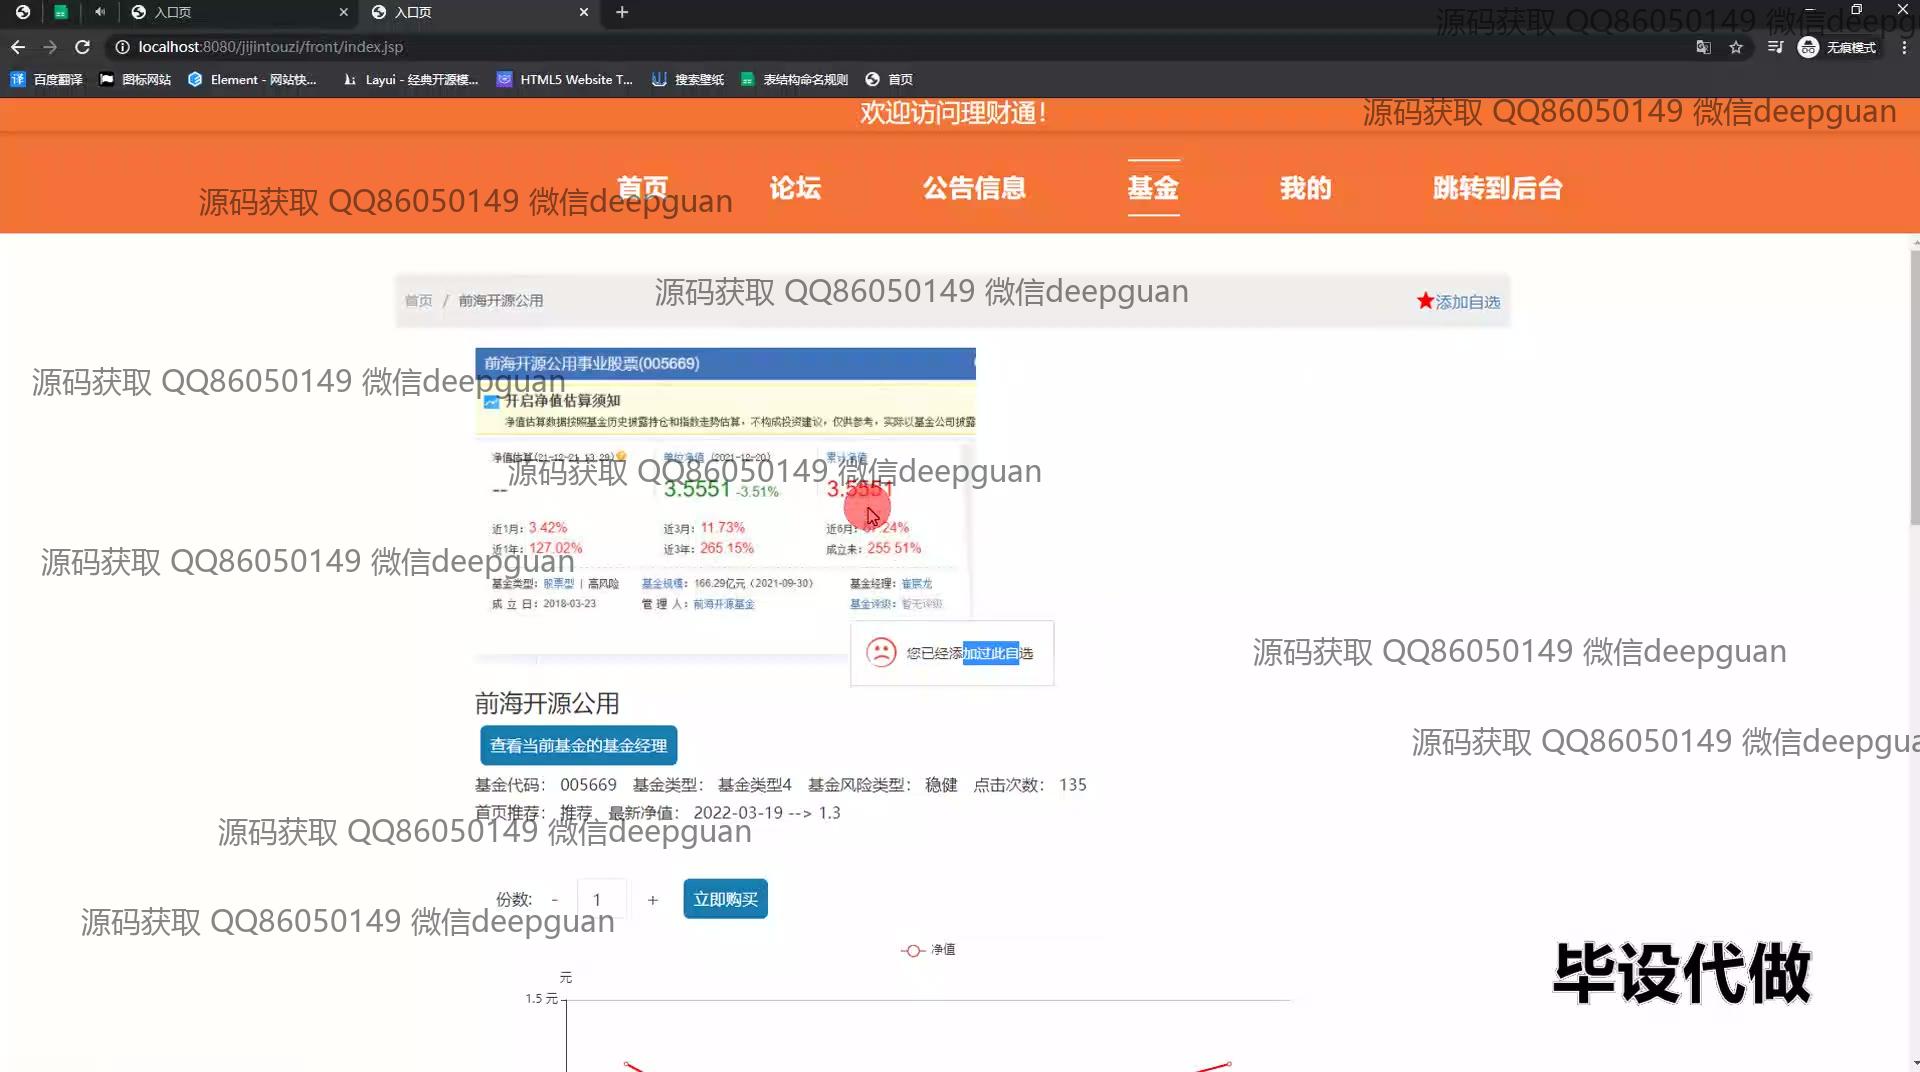 入口页
入口页
localhost:8080/jijintouzi/front/index.jsp
无痕模式
百度翻译
图标网站
Element - 网站快...
Layui - 经典开源模...
HTML5 Website T...
搜索壁纸
表结构命名规则
首页
源码获取 QQ86050149 微信deepg
欢迎访问理财通！
源码获取 QQ86050149 微信deepguan
首页
论坛
公告信息
基金
我的
跳转到后台
源码获取 QQ86050149 微信deepguan
首页 / 前海开源公用
源码获取 QQ86050149 微信deepguan
添加自选
前海开源公用事业股票(005669)
源码获取 QQ86050149 微信deepguan
开启净值估算须知
净值估算数据按照基金历史披露持仓和指数走势估算，不构成投资建议，仅供参考，实际以基金公司披露
净值估算(21-12-21 13:29) 单位净值 (2021-12-20) 累计净值
源码获取 QQ86050149 微信deepguan
-- 3.5551 -3.51% 3.5551
近1月：3.42% 近3月：11.73% 近6月：
近1年：127.02% 近3年：265.15% 成立来：255.51%
源码获取 QQ86050149 微信deepguan
基金类型：股票型 | 高风险 基金规模：166.29亿元（2021-09-30） 基金经理：崔宸龙
成 立 日：2018-03-23 管 理 人：前海开源基金 基金评级：暂无评级
您已经添加过此自选
源码获取 QQ86050149 微信deepguan
前海开源公用
查看当前基金的基金经理
源码获取 QQ86050149 微信deepgua
基金代码： 005669 基金类型： 基金类型4 基金风险类型： 稳健 点击次数： 135
首页推荐： 推荐 最新净值： 2022-03-19 --> 1.3
源码获取 QQ86050149 微信deepguan
份数: - 1 + 立即购买
源码获取 QQ86050149 微信deepguan
净值
元
1.5 元
毕设代做